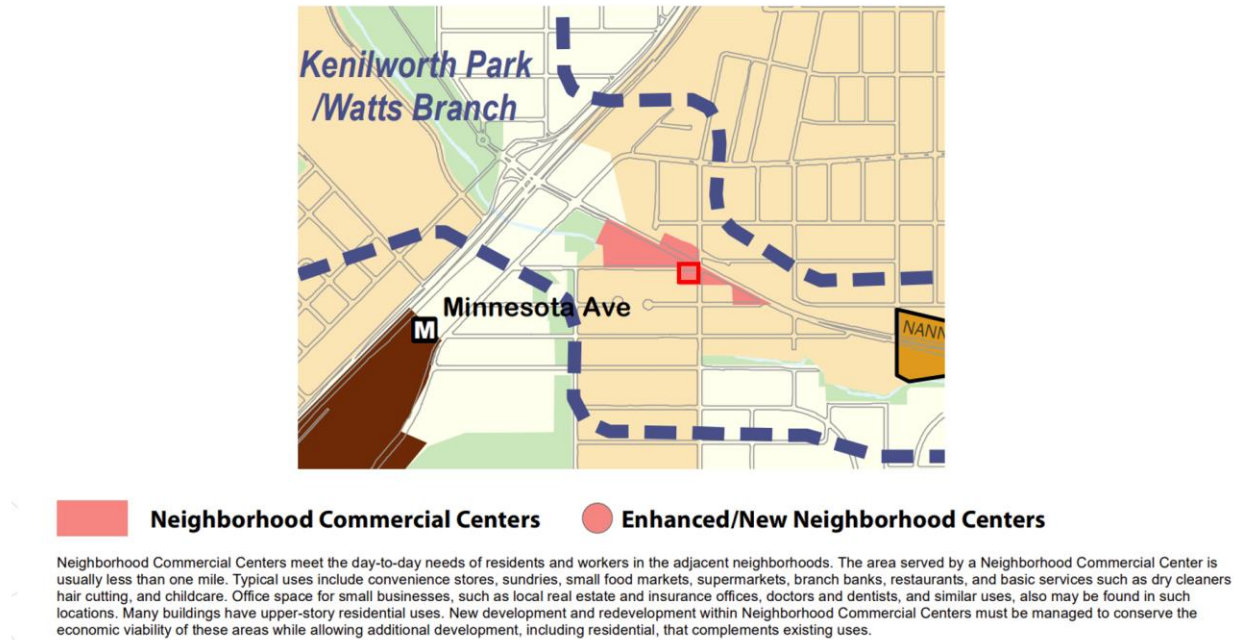 Kenilworth Park
/Watts Branch
Minnesota Ave
M
NANN
Neighborhood Commercial Centers
Enhanced/New Neighborhood Centers
Neighborhood Commercial Centers meet the day-to-day needs of residents and workers in the adjacent neighborhoods. The area served by a Neighborhood Commercial Center is
usually less than one mile. Typical uses include convenience stores, sundries, small food markets, supermarkets, branch banks, restaurants, and basic services such as dry cleaners
hair cutting, and childcare. Office space for small businesses, such as local real estate and insurance offices, doctors and dentists, and similar uses, also may be found in such
locations. Many buildings have upper-story residential uses. New development and redevelopment within Neighborhood Commercial Centers must be managed to conserve the
economic viability of these areas while allowing additional development, including residential, that complements existing uses.